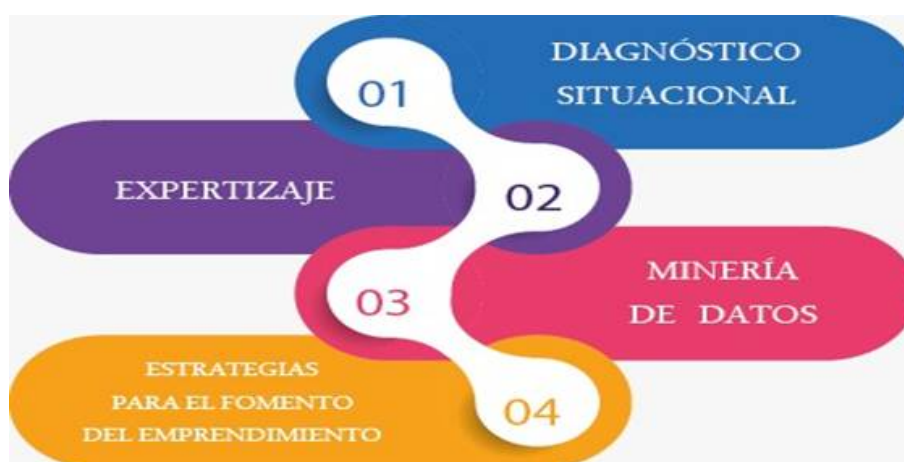 01
DIAGNÓSTICO
SITUACIONAL
EXPERTIZAJE
02
03
MINERÍA
DE DATOS
ESTRATEGIAS
PARA EL FOMENTO
DEL EMPRENDIMIENTO
04